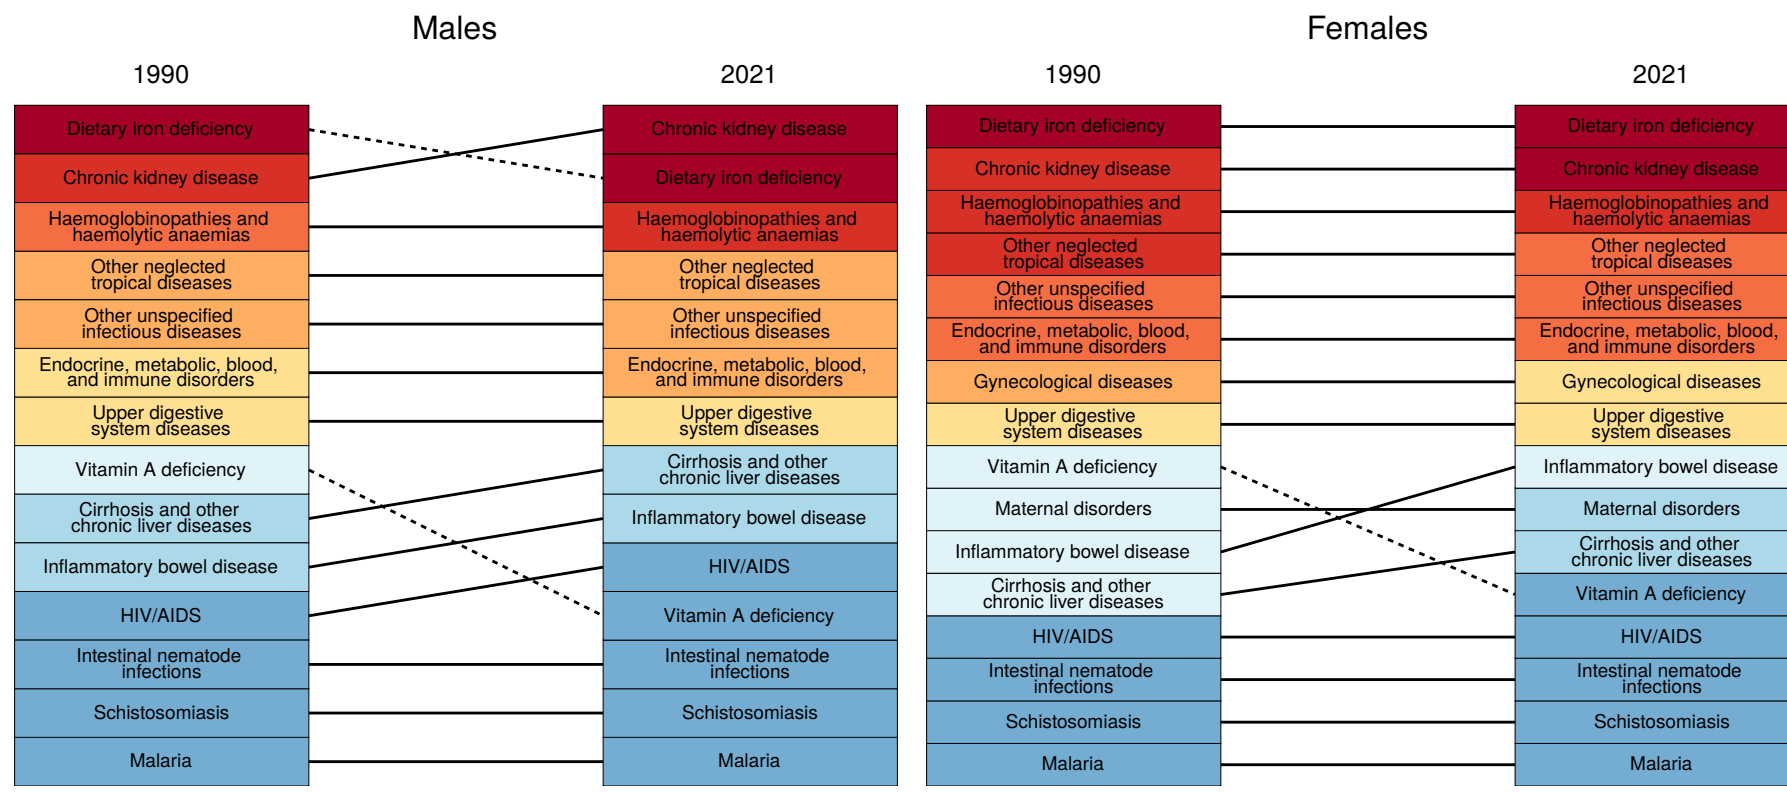 Males
1990
2021
Dietary iron deficiency
Chronic kidney disease
Haemoglobinopathies and
haemolytic anaemias
Other neglected
tropical diseases
Other unspecified
infectious diseases
Endocrine, metabolic, blood,
and immune disorders
Upper digestive
system diseases
Vitamin A deficiency
Cirrhosis and other
chronic liver diseases
Inflammatory bowel disease
HIV/AIDS
Intestinal nematode
infections
Schistosomiasis
Malaria
Chronic kidney disease
Dietary iron deficiency
Haemoglobinopathies and
haemolytic anaemias
Other neglected
tropical diseases
Other unspecified
infectious diseases
Endocrine, metabolic, blood,
and immune disorders
Upper digestive
system diseases
Cirrhosis and other
chronic liver diseases
Inflammatory bowel disease
HIV/AIDS
Vitamin A deficiency
Intestinal nematode
infections
Schistosomiasis
Malaria
Females
1990
2021
Dietary iron deficiency
Chronic kidney disease
Haemoglobinopathies and
haemolytic anaemias
Other neglected
tropical diseases
Other unspecified
infectious diseases
Endocrine, metabolic, blood,
and immune disorders
Gynecological diseases
Upper digestive
system diseases
Vitamin A deficiency
Maternal disorders
Inflammatory bowel disease
Cirrhosis and other
chronic liver diseases
HIV/AIDS
Intestinal nematode
infections
Schistosomiasis
Malaria
Dietary iron deficiency
Chronic kidney disease
Haemoglobinopathies and
haemolytic anaemias
Other neglected
tropical diseases
Other unspecified
infectious diseases
Endocrine, metabolic, blood,
and immune disorders
Gynecological diseases
Upper digestive
system diseases
Inflammatory bowel disease
Maternal disorders
Cirrhosis and other
chronic liver diseases
Vitamin A deficiency
HIV/AIDS
Intestinal nematode
infections
Schistosomiasis
Malaria